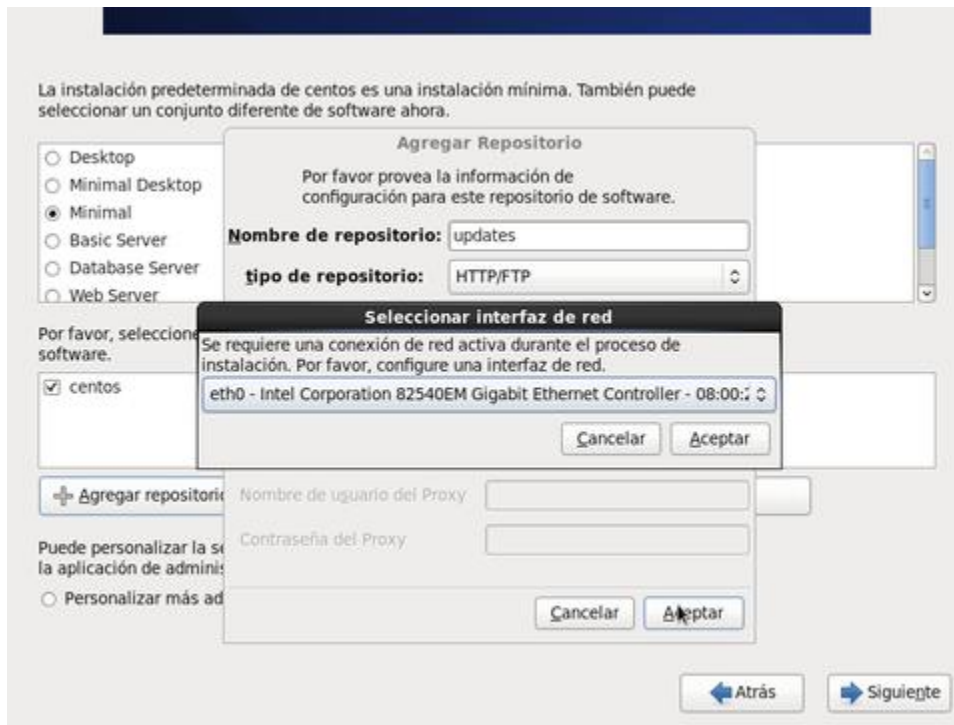 La instalación predeterminada de centos es una instalación mínima. También puede
seleccionar un conjunto diferente de software ahora.
Desktop
Minimal Desktop
Minimal
Basic Server
Database Server
Web Server
Agregar Repositorio
Por favor provea la información de
configuración para este repositorio de software.
Nombre de repositorio: updates
tipo de repositorio: HTTP/FTP
Por favor, seleccione
software.
centos
Seleccionar interfaz de red
Se requiere una conexión de red activa durante el proceso de
instalación. Por favor, configure una interfaz de red.
eth0 - Intel Corporation 82540EM Gigabit Ethernet Controller - 08:00:
Cancelar Aceptar
Agregar repositorio
Nombre de usuario del Proxy
Contraseña del Proxy
Puede personalizar la
la aplicación de
Personalizar más
Cancelar Aceptar
Atrás Siguiente